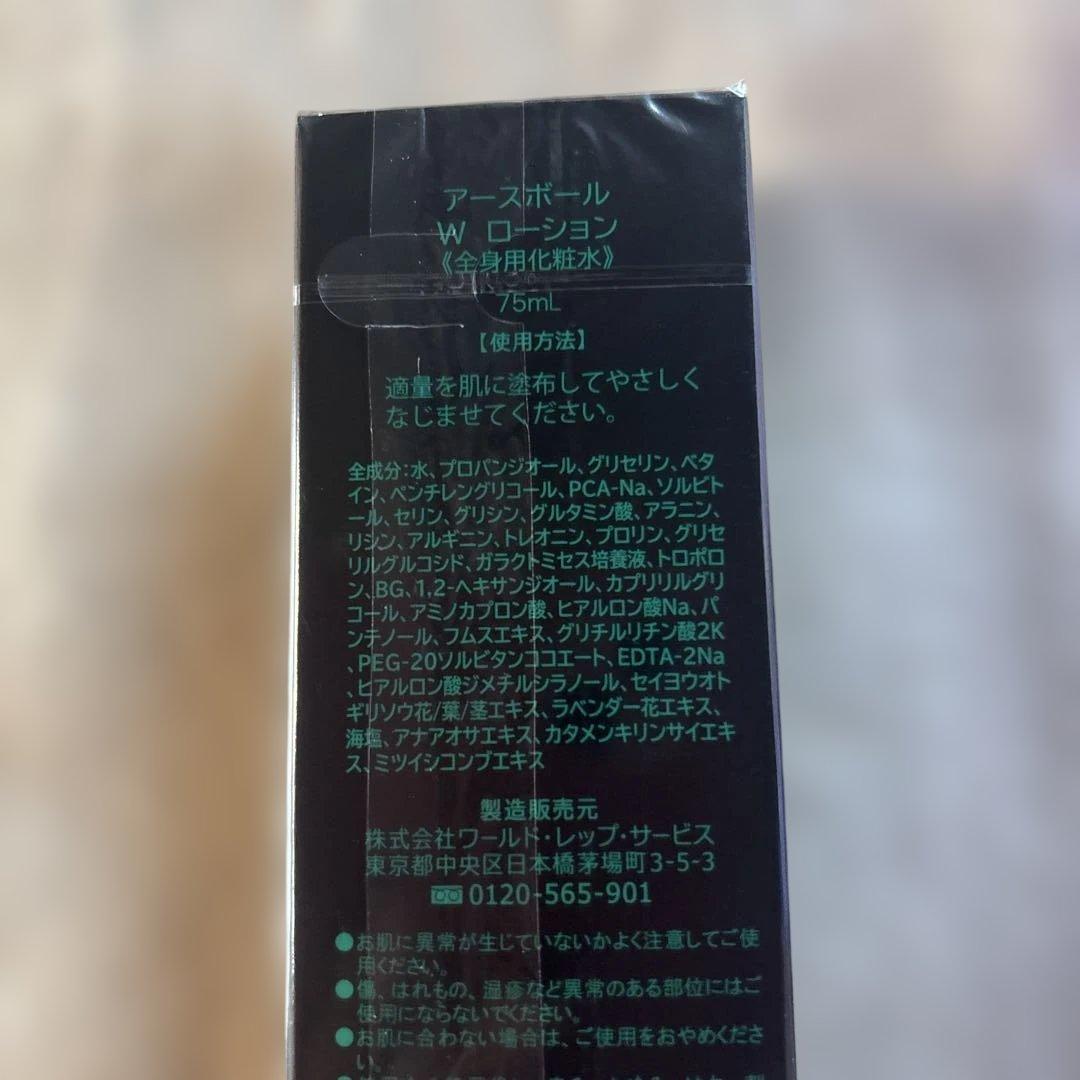 アースボール
W ローション
《全身用化粧水》
75mL
【使用方法】
適量を肌に塗布してやさしく
なじませてください。
全成分：水、プロパンジオール、グリセリン、ベタ
イン、ペンチレングリコール、PCA-Na、ソルビト
ール、セリン、グリシン、グルタミン酸、アラニン、
リシン、アルギニン、トレオニン、プロリン、グリセ
リルグルコシド、ガラクトミセス培養液、トロポロ
ン、BG、1,2-ヘキサンジオール、カプリリルグリ
コール、アミノカプロン酸、ヒアルロン酸Na、パ
ンテノール、フムスエキス、グリチルリチン酸2K
、PEG-20ソルビタンココエート、EDTA-2Na
、ヒアルロン酸ジメチルシラノール、セイヨウオト
ギリソウ花/葉/茎エキス、ラベンダー花エキス、
海塩、アナアオサエキス、カタメンキリンサイエキ
ス、ミツイシコンブエキス
製造販売元
株式会社ワールド・レップ・サービス
東京都中央区日本橋茅場町3-5-3
0120-565-901
●お肌に異常が生じていないかよく注意してご使
用ください。
●傷、はれもの、湿疹など異常のある部位にはご
使用にならないでください。
●お肌に合わない場合は、ご使用をおやめくださ
い。